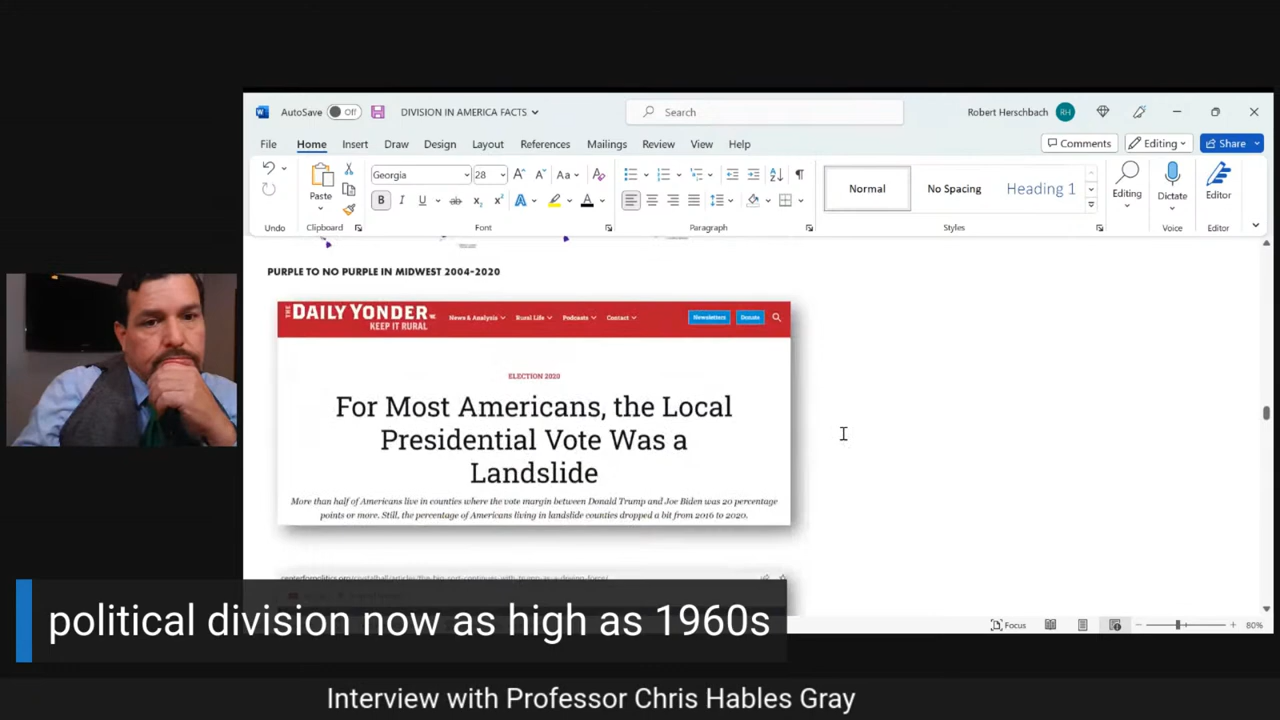 AutoSave Off DIVISION IN AMERICA FACTS Search Robert Herschbach RH
File Home Insert Draw Design Layout References Mailings Review View Help Comments Editing Share
Georgia 28 Aa
Paste Normal No Spacing Heading 1 Editing Dictate Editor
Undo Clipboard Font Paragraph Styles Voice Editor
PURPLE TO NO PURPLE IN MIDWEST 2004-2020
THE DAILY YONDER News & Analysis Rural Life Podcasts Contact Newsletters Donate
KEEP IT RURAL
ELECTION 2020
For Most Americans, the Local
Presidential Vote Was a
Landslide
More than half of Americans live in counties where the vote margin between Donald Trump and Joe Biden was 20 percentage
points or more. Still, the percentage of Americans living in landslide counties dropped a bit from 2016 to 2020.
political division now as high as 1960s
Focus 80%
Interview with Professor Chris Hables Gray